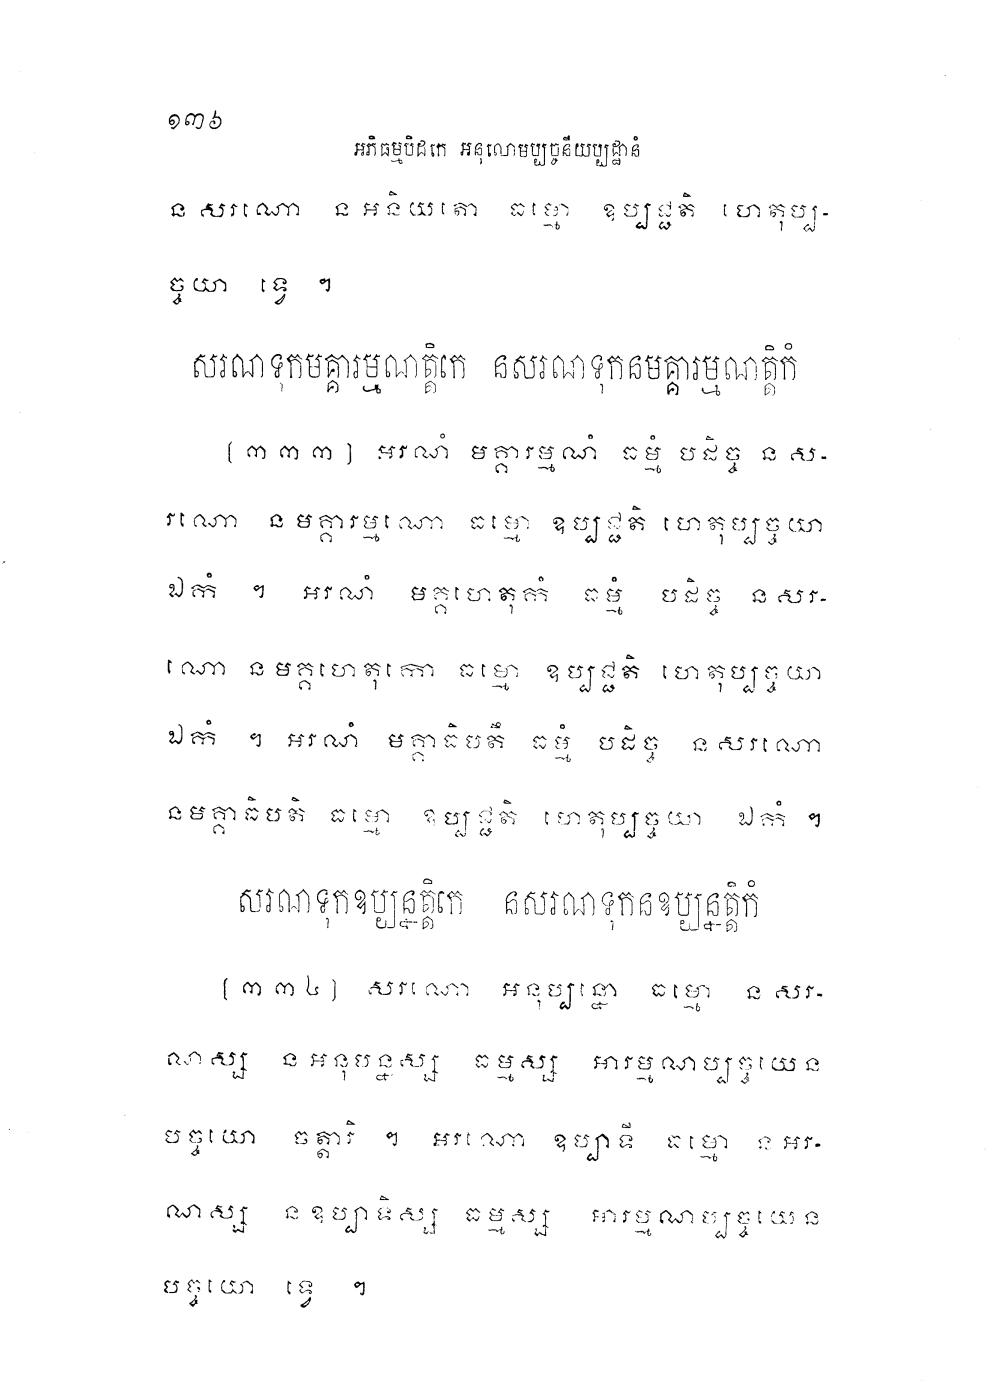 ១៣៦
អភិធម្មបិដកេ អនុលោមប្បច្ចនីយប្បដ្ឋានំ
ន សរណោ ន អនិយតោ ធម្មោ ឧប្បជ្ជតិ ហេតុប្ប-
ច្ចយា ទ្វេ ។
សរណទុកមគ្គារម្មណត្តិកេ នសរណទុកនមគ្គារម្មណត្តិកំ
(៣៣៣) អរណំ មគ្គារម្មណំ ធម្មំ បដិច្ច ន ស-
រណោ ន មគ្គារម្មណោ ធម្មោ ឧប្បជ្ជតិ ហេតុប្បច្ចយា
ឯកំ ។ អរណំ មគ្គហេតុកំ ធម្មំ បដិច្ច ន សរ-
ណោ ន មគ្គហេតុកោ ធម្មោ ឧប្បជ្ជតិ ហេតុប្បច្ចយា
ឯកំ ។ អរណំ មគ្គាធិបតឹ ធម្មំ បដិច្ច ន សរណោ
នមគ្គាធិបតិ ធម្មោ ឧប្បជ្ជតិ ហេតុប្បច្ចយា ឯកំ ។
សរណទុកឧប្បន្នត្តិកេ នសរណទុកនឧប្បន្នត្តិកំ
(៣៣៤) សរណោ អនុប្បន្នោ ធម្មោ ន សរ-
ណស្ស ន អនុបន្នស្ស ធម្មស្ស អារម្មណប្បច្ចយេន
បច្ចយោ ចត្តារិ ។ អរណោ ឧប្បាទី ធម្មោ ន អរ-
ណស្ស ន ឧប្បាទិស្ស ធម្មស្ស អារម្មណប្បច្ចយេន
បច្ចយោ ទ្វេ ។